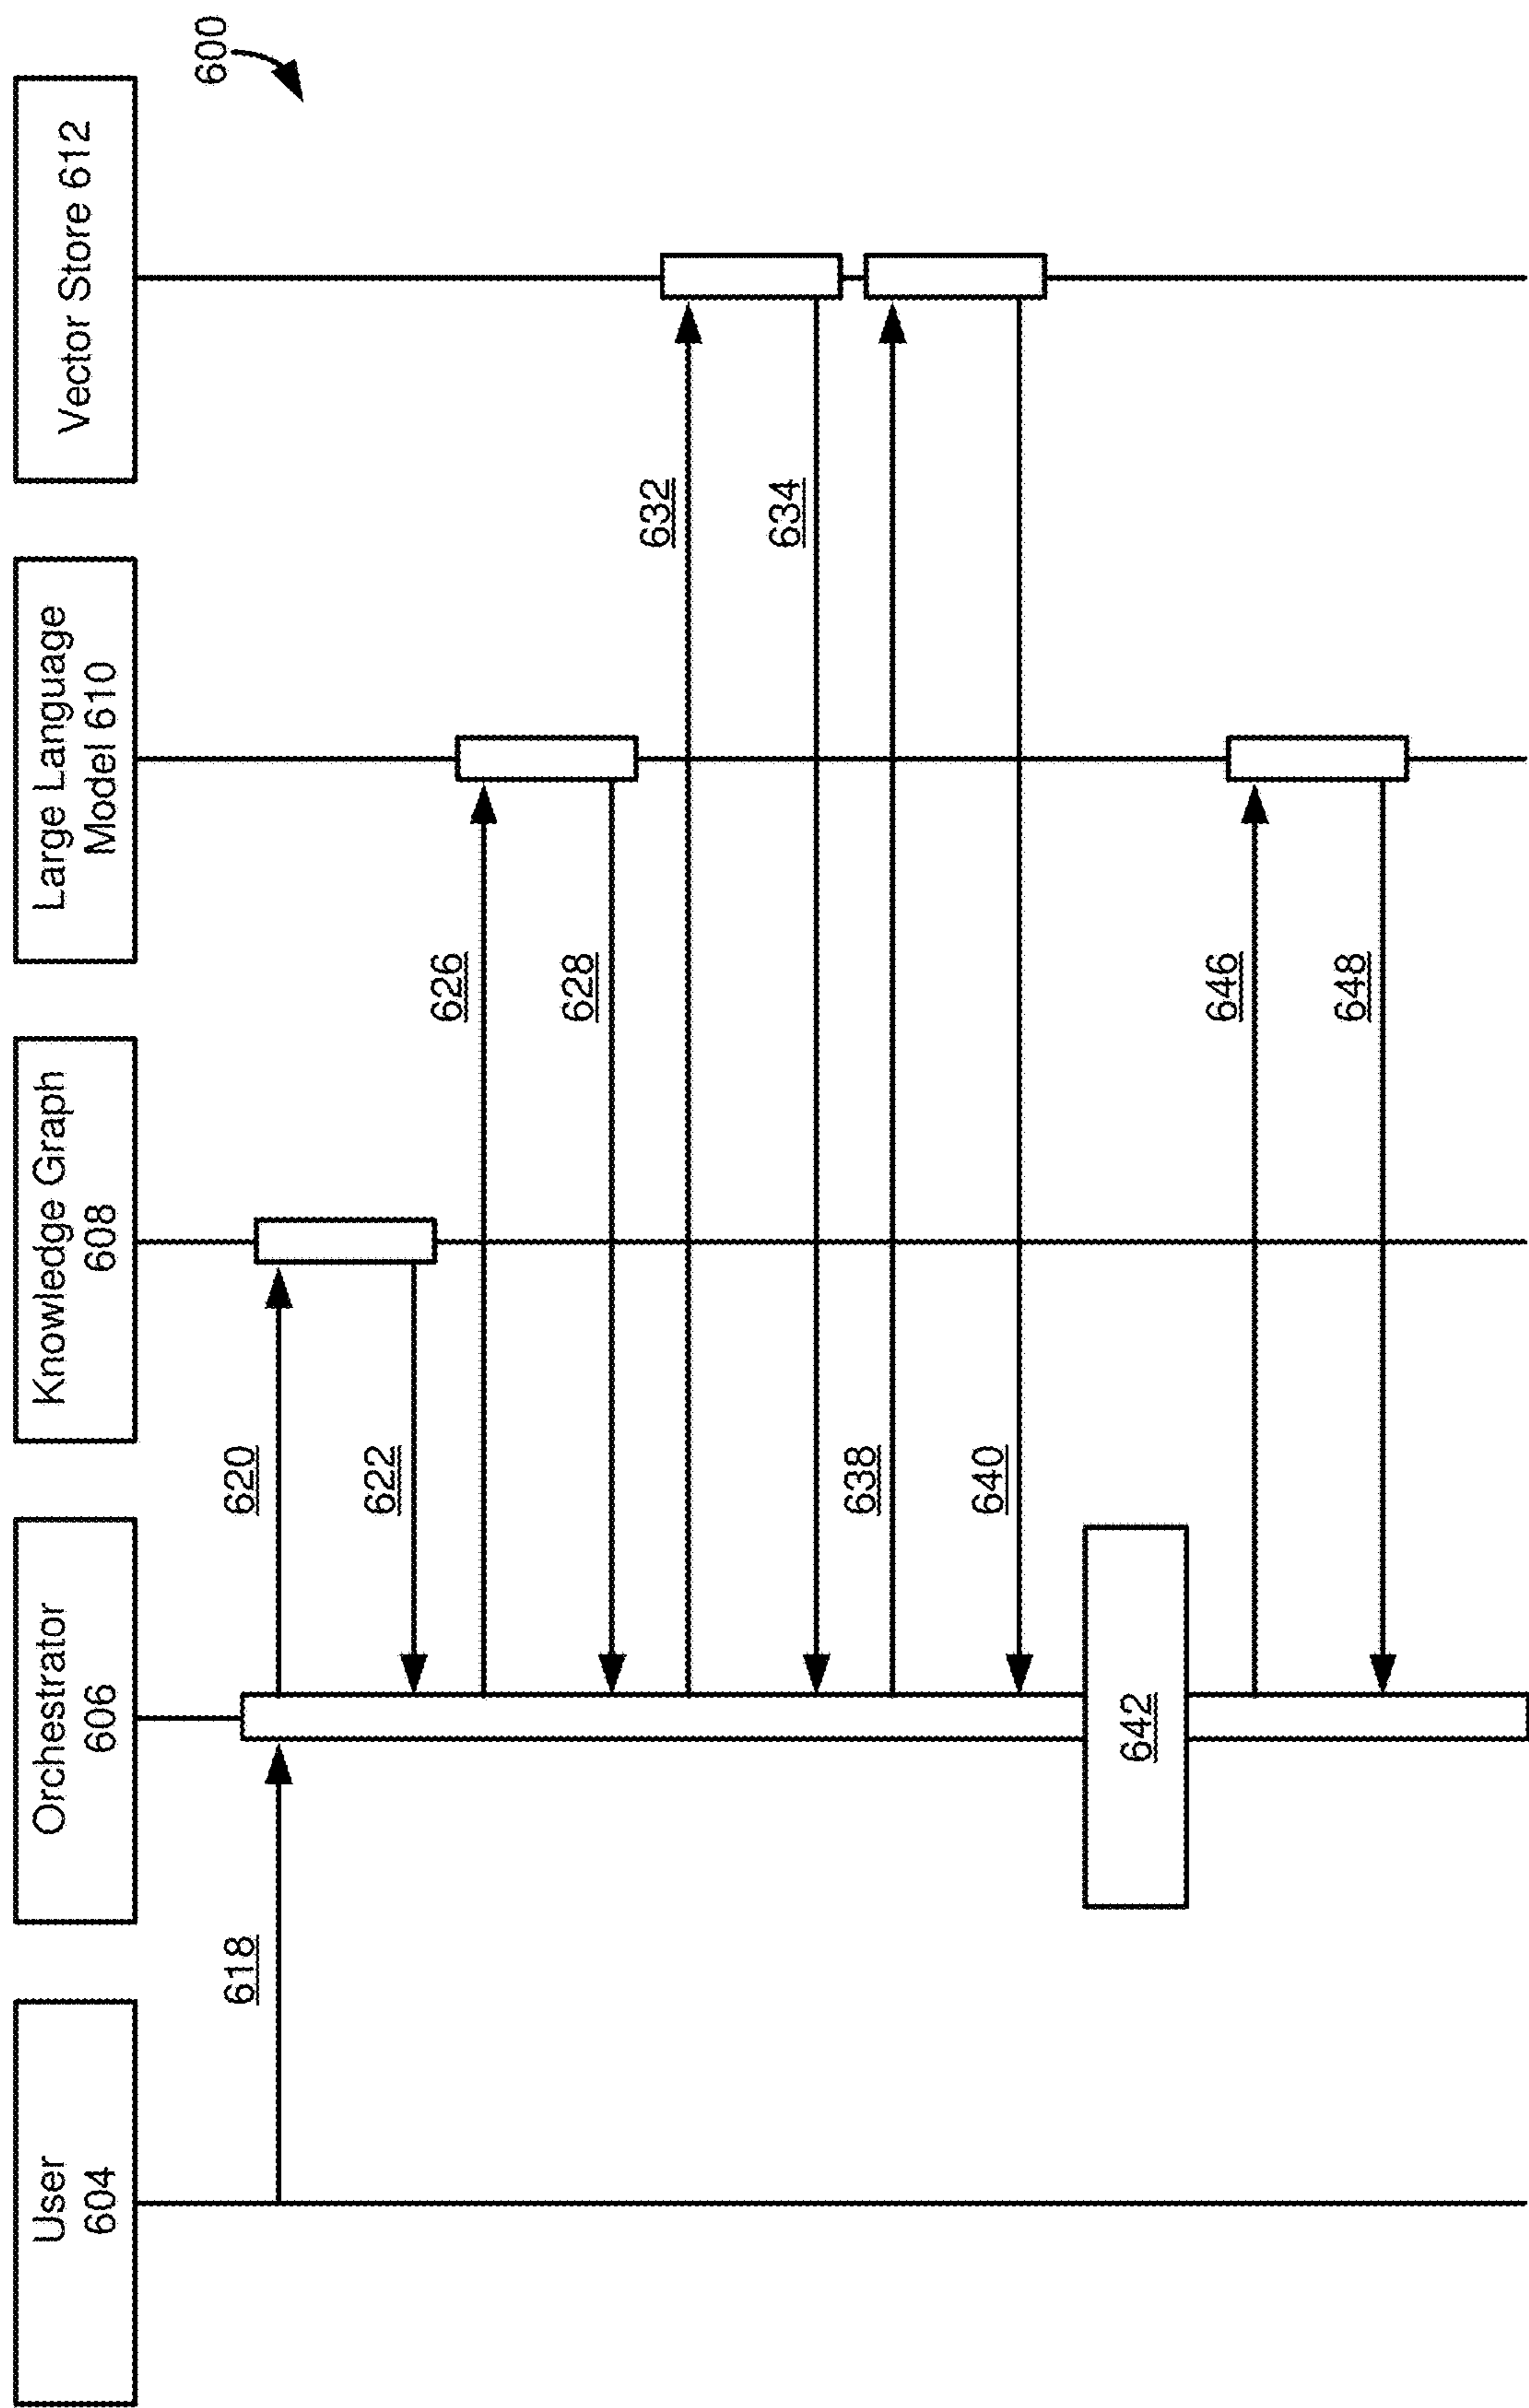 600
User
604
Orchestrator
606
Knowledge Graph
608
Large Language
Model 610
Vector Store 612
618
620
622
626
628
632
634
638
640
642
646
648